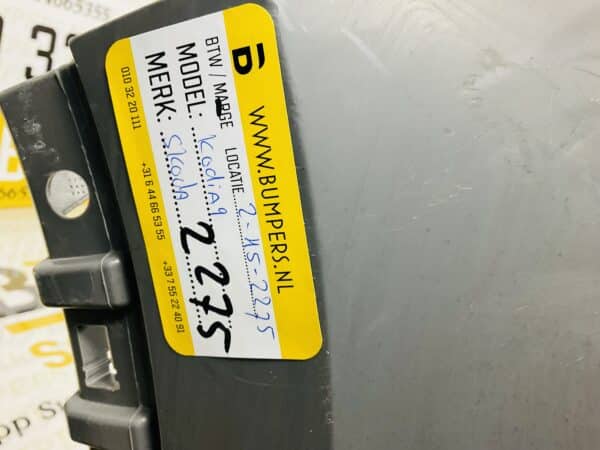 WWW.BUMPERS.NL
BTW / MARGE LOCATIE 2-45-2275
MODEL: Kodiaq
MERK: Skoda
2275
010 32 20 111 +31 6 44 66 53 55 +33 7 55 22 40 91